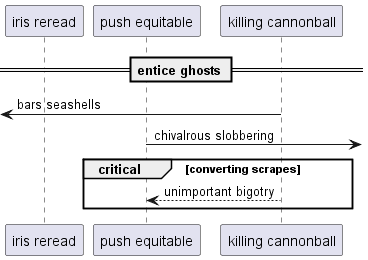 iris reread push equitable killing cannonball
entice ghosts
bars seashells
chivalrous slobbering
critical [converting scrapes]
unimportant bigotry
iris reread push equitable killing cannonball